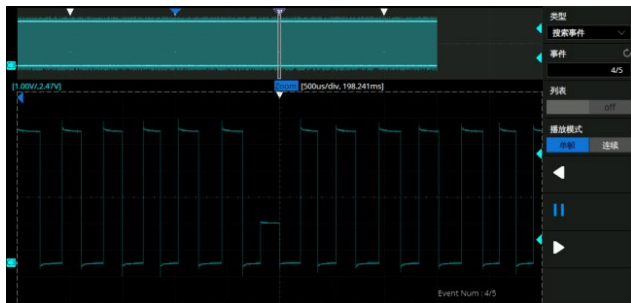 类型
搜索事件
事件
4/5
[1.00V/,2.47V]
Zoom [500us/div, 198.241ms]
列表
off
播放模式
单帧 连续
Event Num : 4/5